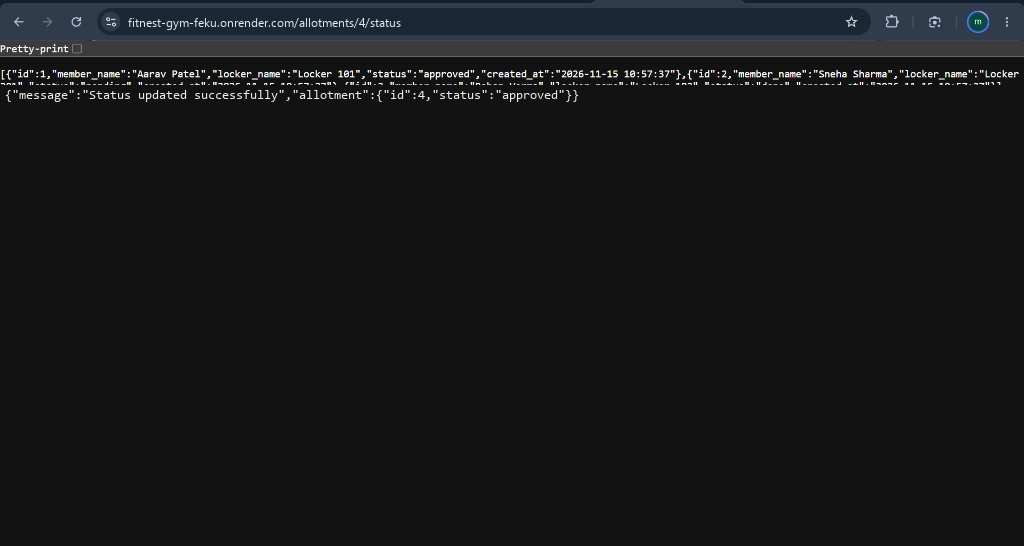 fitnest-gym-feku.onrender.com/allotments/4/status
m
Pretty-print
[{"id":1,"member_name":"Aarav Patel","locker_name":"Locker 101","status":"approved","created_at":"2026-11-15 10:57:37"},{"id":2,"member_name":"Sneha Sharma","locker_name":"Locker
{"message":"Status updated successfully","allotment":{"id":4,"status":"approved"}}